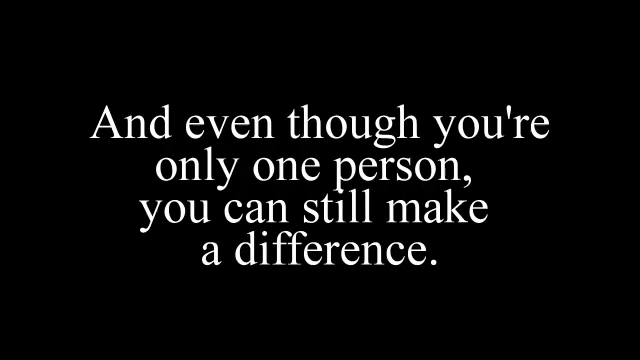 And even though you're
only one person,
you can still make
a difference.